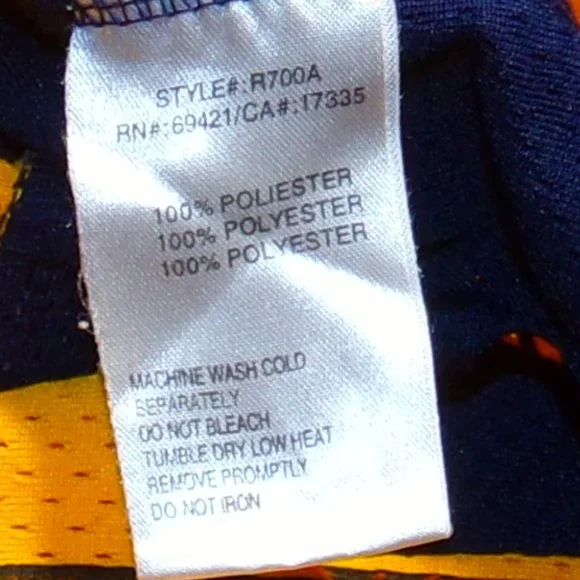 STYLE#:R700A
RN#:69421/CA#:17335
100% POLIESTER
100% POLYESTER
100% POLYESTER
MACHINE WASH COLD
SEPARATELY
DO NOT BLEACH
TUMBLE DRY LOW HEAT
REMOVE PROMPTLY
DO NOT IRON